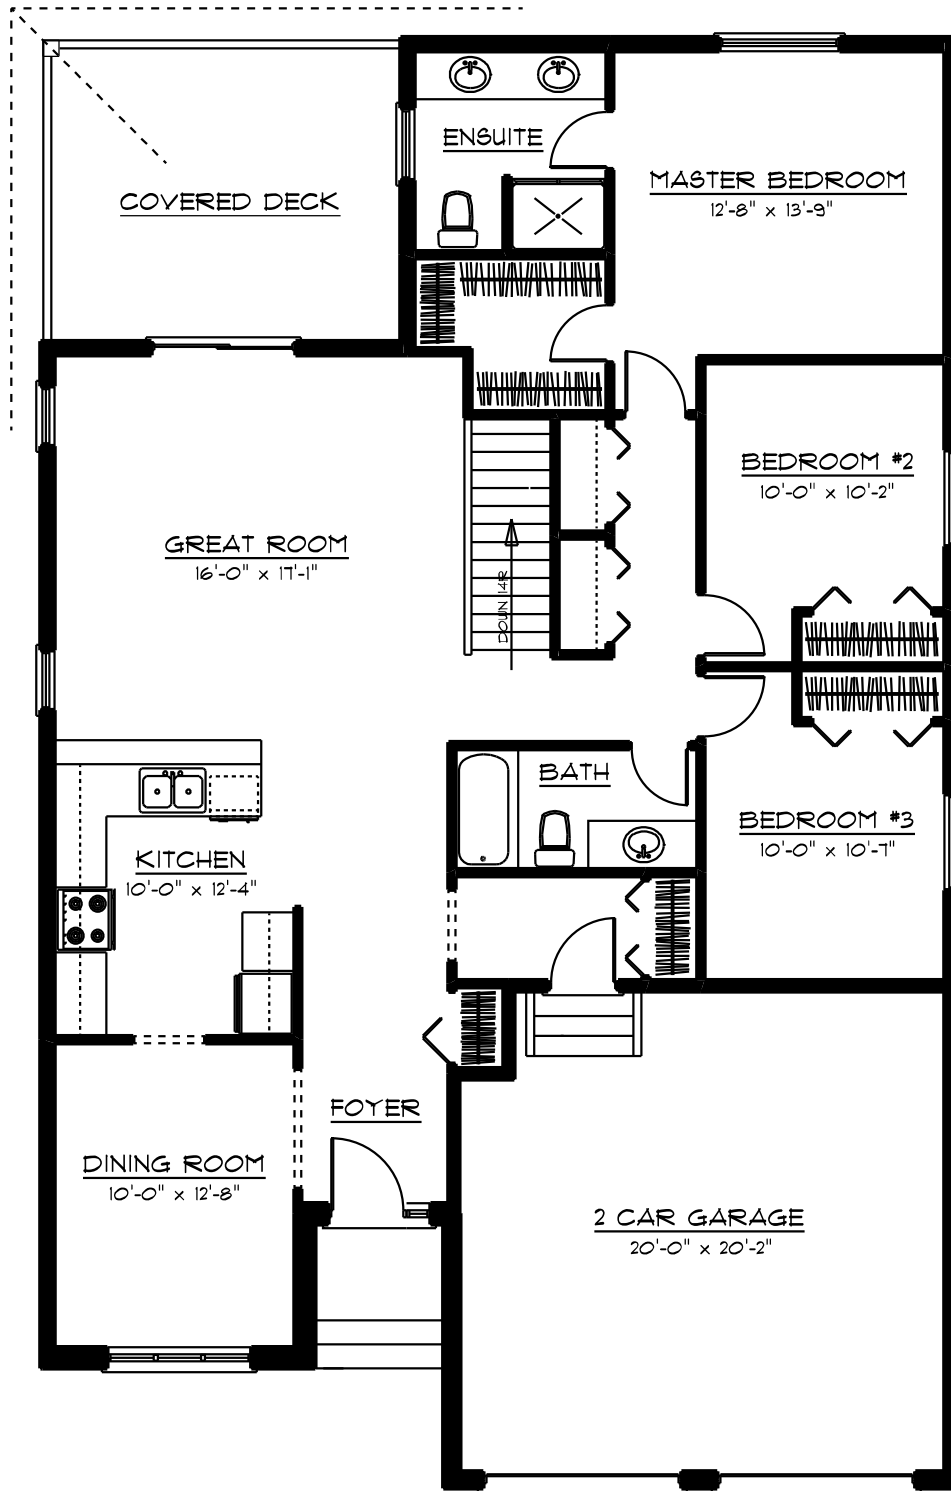 ENSUITE
MASTER BEDROOM
12'-8" x 13'-9"
COVERED DECK
BEDROOM #2
10'-0" x 10'-2"
GREAT ROOM
16'-0" x 17'-1"
DOWN 14R
BATH
BEDROOM #3
10'-0" x 10'-7"
KITCHEN
10'-0" x 12'-4"
FOYER
DINING ROOM
10'-0" x 12'-8"
2 CAR GARAGE
20'-0" x 20'-2"